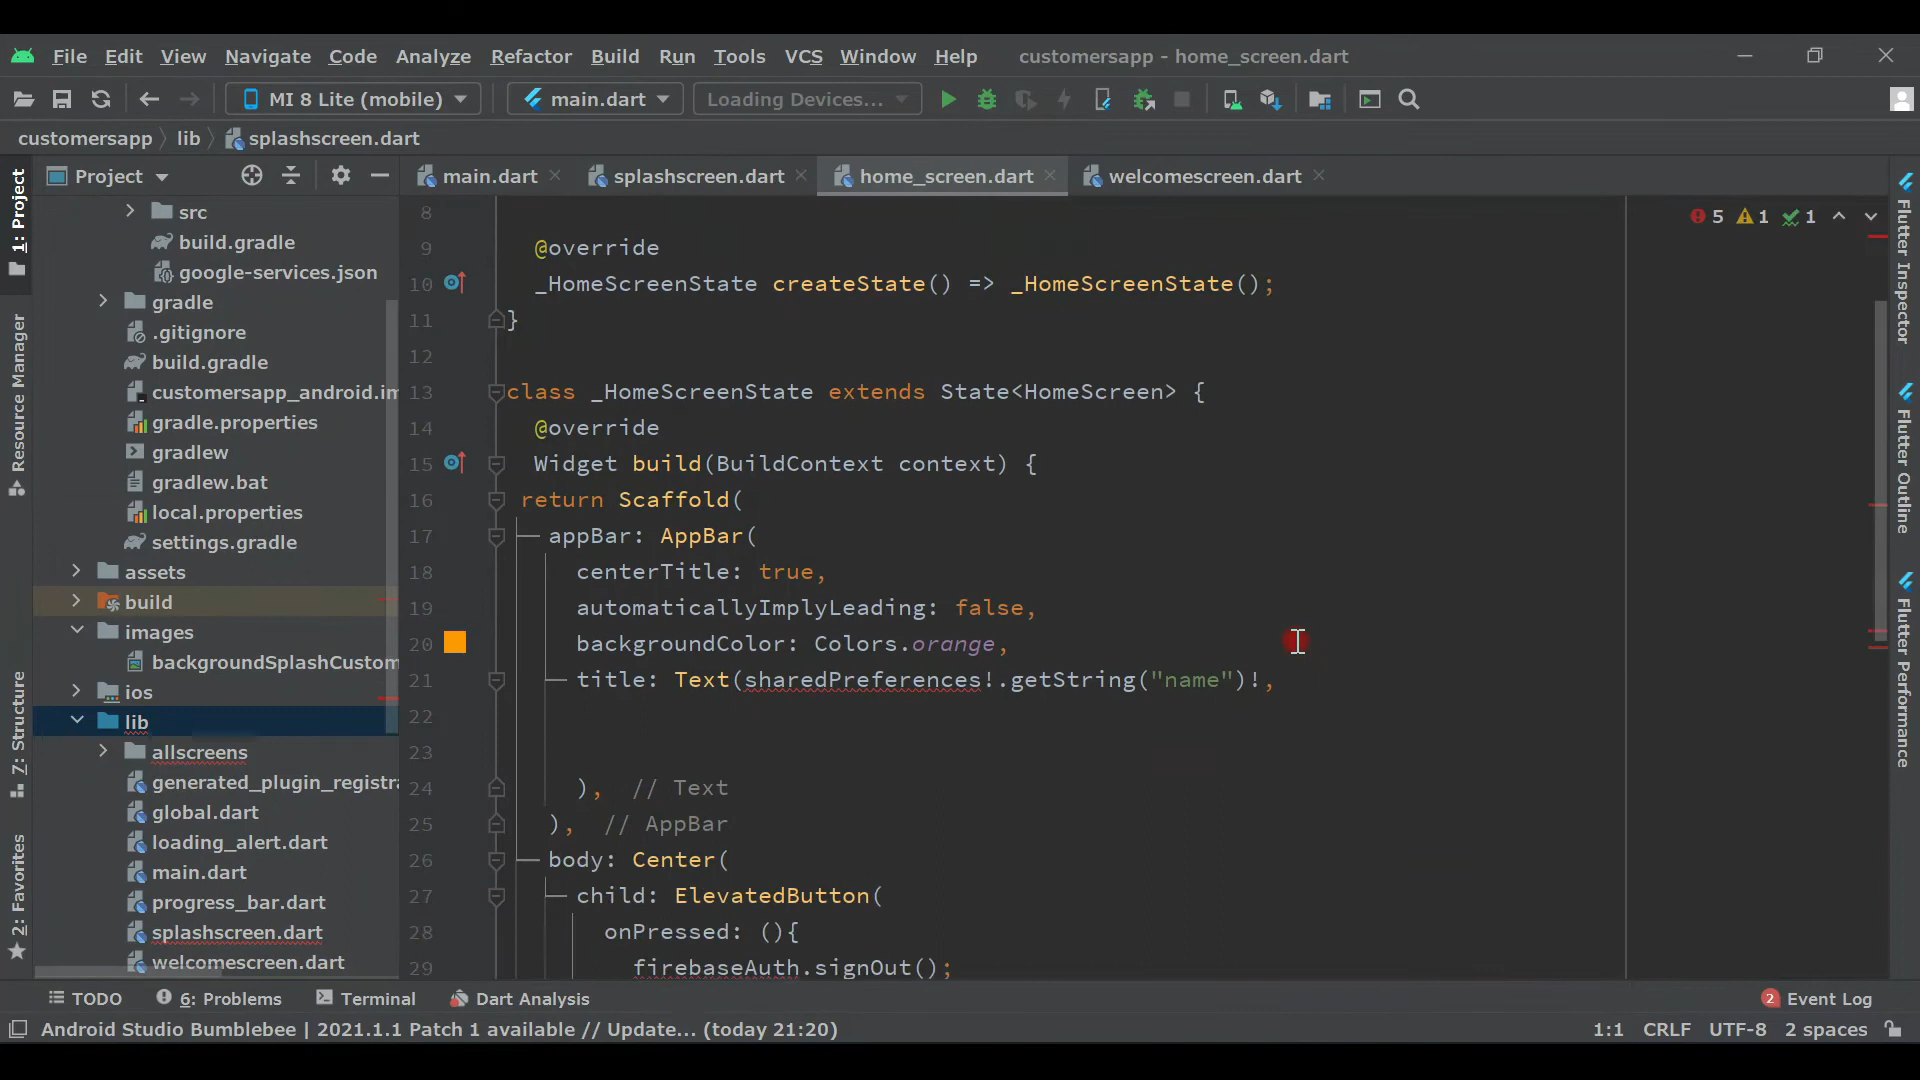 File Edit View Navigate Code Analyze Refactor Build Run Tools VCS Window Help customersapp - home_screen.dart
MI 8 Lite (mobile) main.dart Loading Devices...
customersapp lib splashscreen.dart
1: Project
Resource Manager
7: Structure
2: Favorites
Project
src
build.gradle
google-services.json
gradle
.gitignore
build.gradle
customersapp_android.im
gradle.properties
gradlew
gradlew.bat
local.properties
settings.gradle
assets
build
images
backgroundSplashCustom
ios
lib
allscreens
generated_plugin_registra
global.dart
loading_alert.dart
main.dart
progress_bar.dart
splashscreen.dart
welcomescreen.dart
main.dart splashscreen.dart home_screen.dart welcomescreen.dart
5 1 1
8
9 @override
10 _HomeScreenState createState() => _HomeScreenState();
11 }
12
13 class _HomeScreenState extends State<HomeScreen> {
14 @override
15 Widget build(BuildContext context) {
16 return Scaffold(
17 appBar: AppBar(
18 centerTitle: true,
19 automaticallyImplyLeading: false,
20 backgroundColor: Colors.orange,
21 title: Text(sharedPreferences!.getString("name")!,
22
23
24 ), // Text
25 ), // AppBar
26 body: Center(
27 child: ElevatedButton(
28 onPressed: (){
29 firebaseAuth.signOut();
Flutter Inspector
Flutter Outline
Flutter Performance
TODO 6: Problems Terminal Dart Analysis 2 Event Log
Android Studio Bumblebee | 2021.1.1 Patch 1 available // Update... (today 21:20) 1:1 CRLF UTF-8 2 spaces